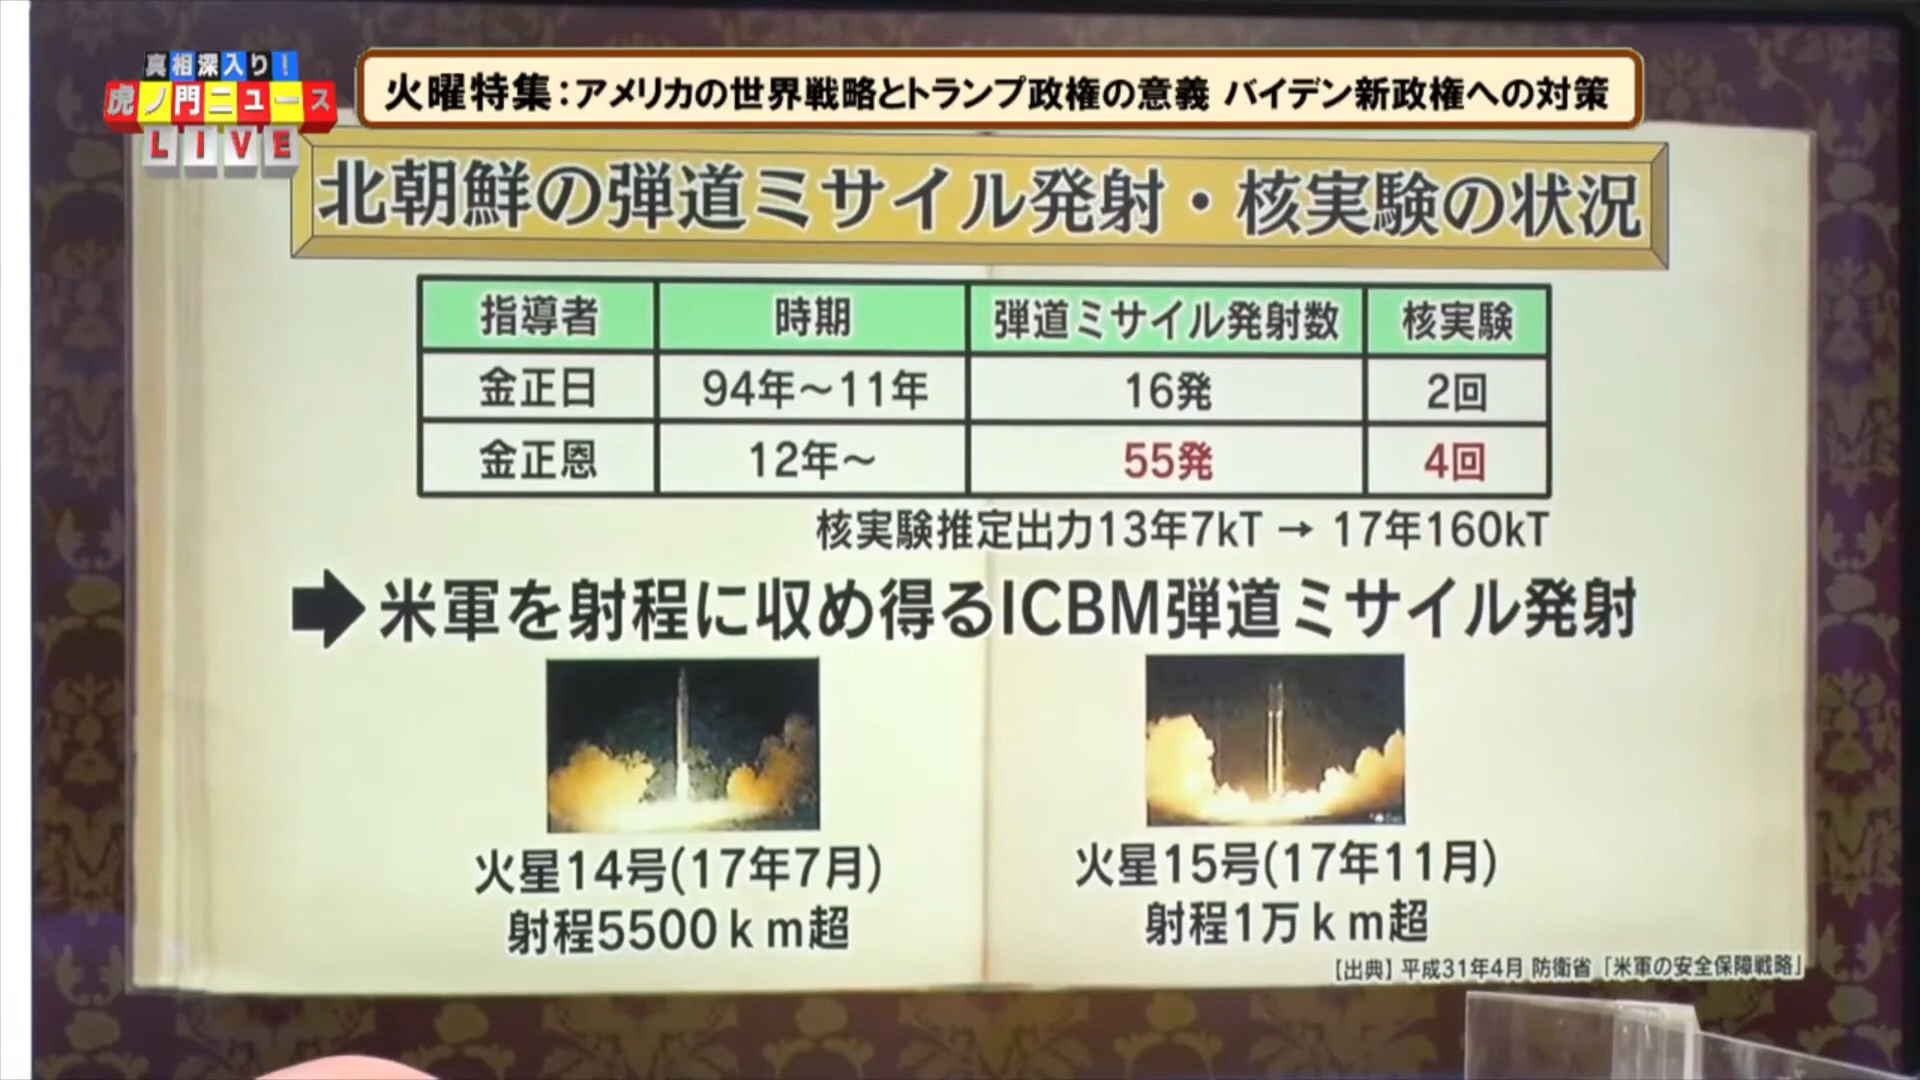 真相深入り!
虎ノ門ニュース
LIVE
火曜特集:アメリカの世界戦略とトランプ政権の意義 バイデン新政権への対策
北朝鮮の弾道ミサイル発射・核実験の状況
指導者 時期 弾道ミサイル発射数 核実験
金正日 94年～11年 16発 2回
金正恩 12年～ 55発 4回
核実験推定出力13年7kT → 17年160kT
➡米軍を射程に収め得るICBM弾道ミサイル発射
火星14号(17年7月)
射程5500km超
火星15号(17年11月)
射程1万km超
【出典】平成31年4月 防衛省「米軍の安全保障戦略」